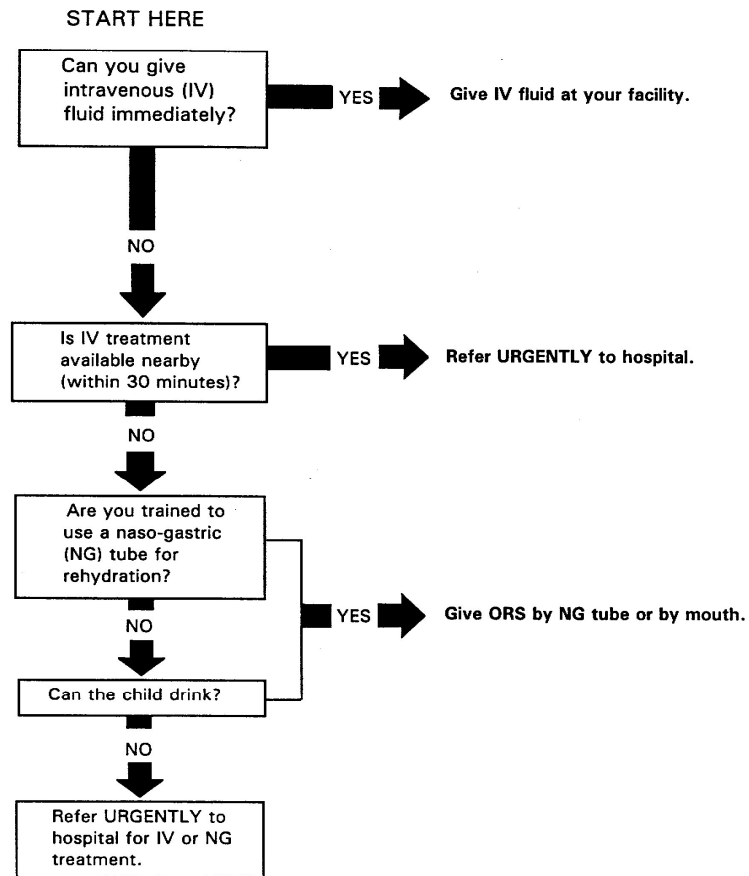 START HERE
Can you give
intravenous (IV)
fluid immediately?
YES
Give IV fluid at your facility.
NO
Is IV treatment
available nearby
(within 30 minutes)?
YES
Refer URGENTLY to hospital.
NO
Are you trained to
use a naso-gastric
(NG) tube for
rehydration?
YES
Give ORS by NG tube or by mouth.
NO
Can the child drink?
NO
Refer URGENTLY to
hospital for IV or NG
treatment.